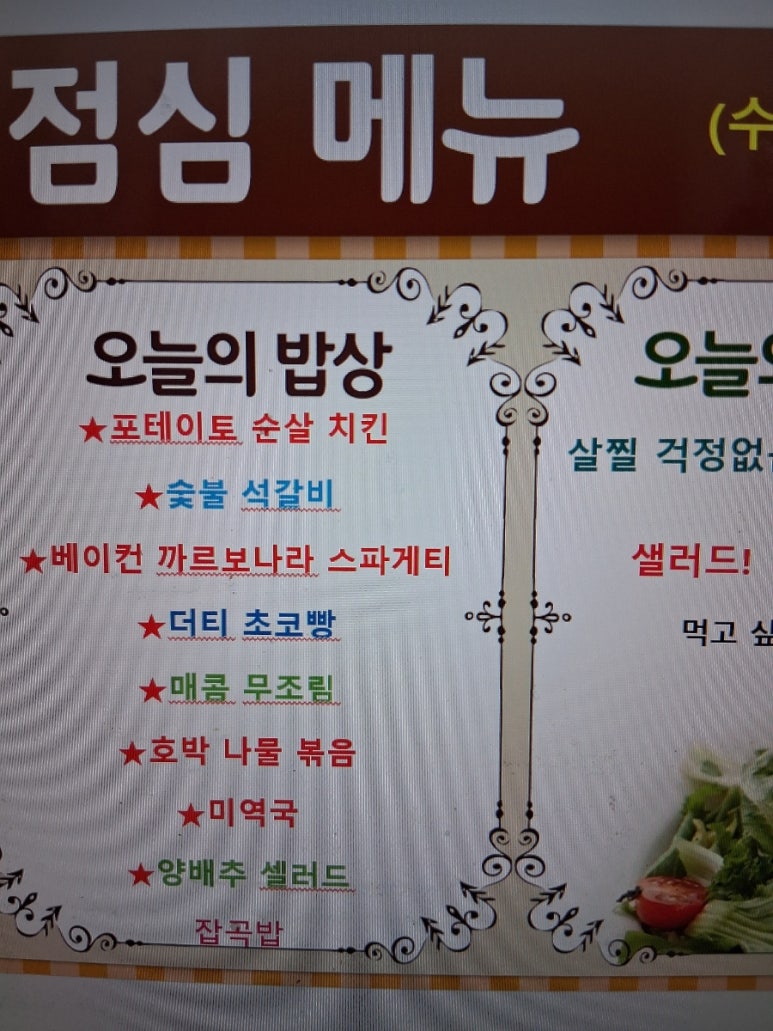 점심 메뉴
(수
오늘의 밥상
★포테이토 순살 치킨
★숯불 석갈비
★베이컨 까르보나라 스파게티
★더티 초코빵
★매콤 무조림
★호박 나물 볶음
★미역국
★양배추 셀러드
잡곡밥
오늘의
살찔 걱정없는
샐러드!
먹고 싶